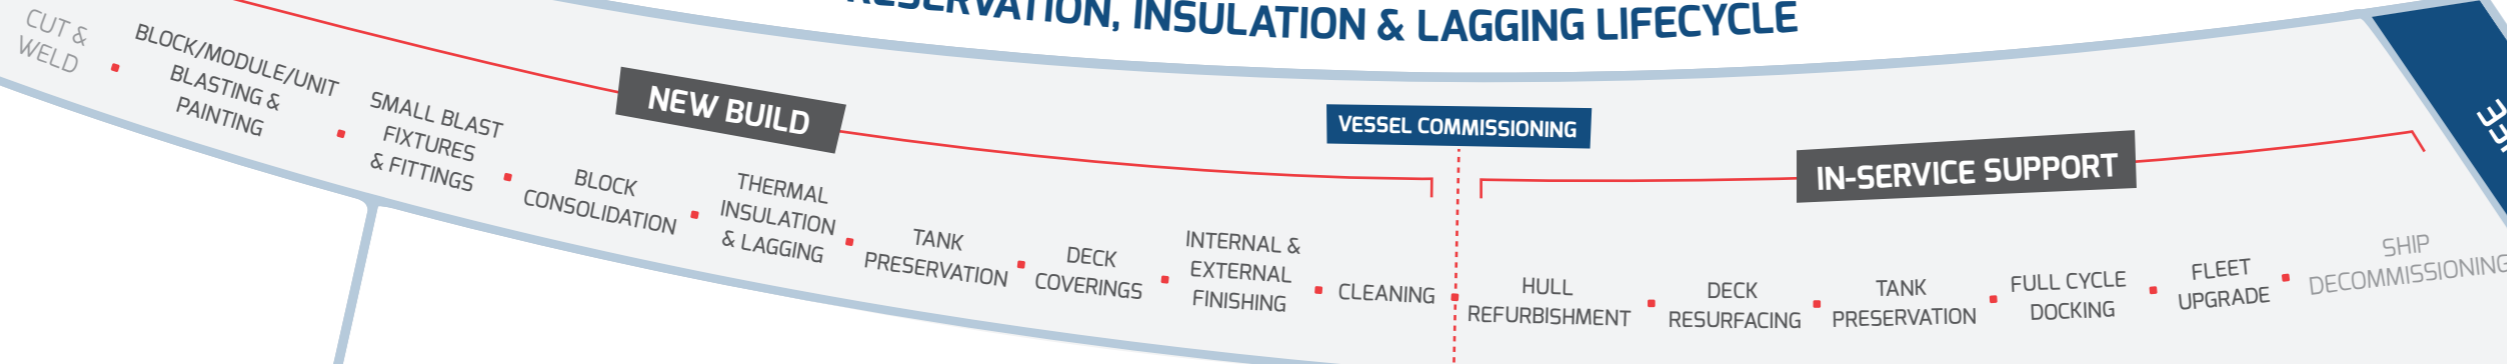 INSULATION & LAGGING LIFECYCLE
CUT &
WELD
BLOCK/MODULE/UNIT
BLASTING &
PAINTING
SMALL BLAST
FIXTURES
& FITTINGS
NEW BUILD
BLOCK
CONSOLIDATION
THERMAL
INSULATION
& LAGGING
TANK
PRESERVATION
DECK
COVERINGS
INTERNAL &
EXTERNAL
FINISHING
CLEANING
VESSEL COMMISSIONING
IN-SERVICE SUPPORT
HULL
REFURBISHMENT
DECK
RESURFACING
TANK
PRESERVATION
FULL CYCLE
DOCKING
FLEET
UPGRADE
SHIP
DECOMMISSIONING